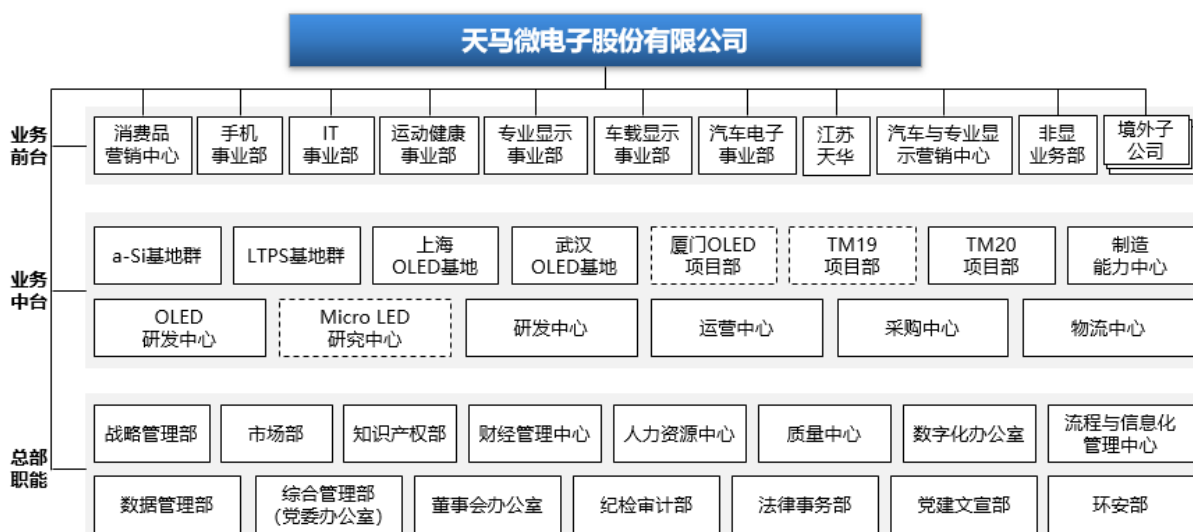 天马微电子股份有限公司
业务
前台
消费品
营销中心
手机
事业部
IT
事业部
运动健康
事业部
专业显示
事业部
车载显示
事业部
汽车电子
事业部
江苏
天华
汽车与专业显
示营销中心
非显
业务部
境外子
公司
业务
中台
a-Si基地群
LTPS基地群
上海
OLED基地
武汉
OLED基地
厦门OLED
项目部
TM19
项目部
TM20
项目部
制造
能力中心
OLED
研发中心
Micro LED
研究中心
研发中心
运营中心
采购中心
物流中心
总部
职能
战略管理部
市场部
知识产权部
财经管理中心
人力资源中心
质量中心
数字化办公室
流程与信息化
管理中心
数据管理部
综合管理部
(党委办公室)
董事会办公室
纪检审计部
法律事务部
党建文宣部
环安部